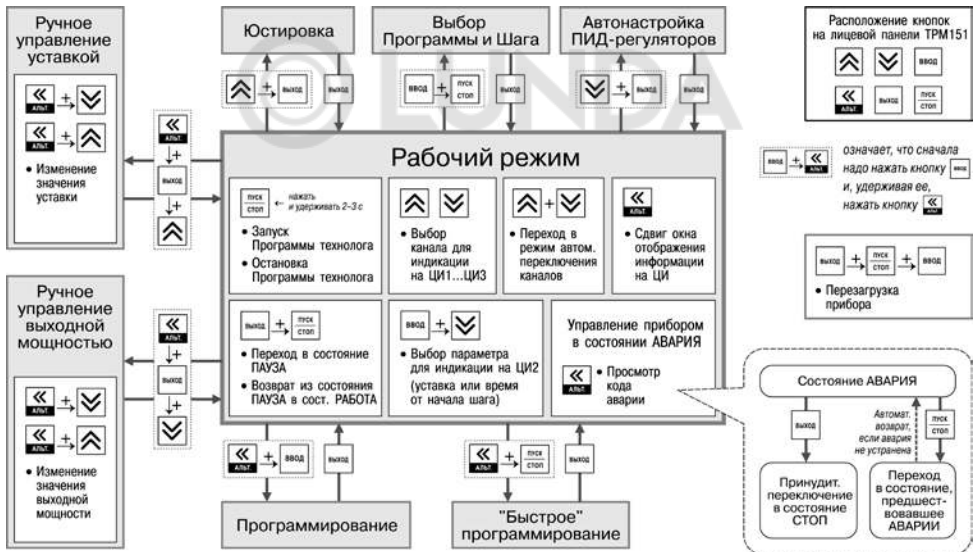 Ручное
управление
уставкой
АЛЬТ.
АЛЬТ.
• Изменение
значения
уставки
АЛЬТ.
ВЫХОД
Юстировка
ВЫХОД
ВЫХОД
Выбор
Программы и Шага
ВВОД
ПУСК
СТОП
ВЫХОД
Автонастройка
ПИД-регуляторов
ВЫХОД
ВЫХОД
LUNDA
Расположение кнопок
на лицевой панели ТРМ151
ВВОД
АЛЬТ.
ВЫХОД
ПУСК
СТОП
Рабочий режим
ПУСК
СТОП
нажать
и удерживать 2–3 с
• Запуск
Программы технолога
• Остановка
Программы технолога
• Выбор
канала для
индикации
на ЦИ1...ЦИ3
• Переход в
режим автом.
переключения
каналов
АЛЬТ.
• Сдвиг окна
отображения
информации
на ЦИ
ВВОД
АЛЬТ.
означает, что сначала
надо нажать кнопку ВВОД
и, удерживая ее,
нажать кнопку АЛЬТ.
ВЫХОД
ПУСК
СТОП
ВВОД
• Перезагрузка
прибора
Ручное
управление
выходной
мощностью
АЛЬТ.
АЛЬТ.
• Изменение
значения
выходной
мощности
АЛЬТ.
ВЫХОД
ВЫХОД
ПУСК
СТОП
• Переход в состояние
ПАУЗА
• Возврат из состояния
ПАУЗА в сост. РАБОТА
ВВОД
• Выбор параметра
для индикации на ЦИ2
(уставка или время
от начала шага)
Управление прибором
в состоянии АВАРИЯ
АЛЬТ.
• Просмотр
кода
аварии
Состояние АВАРИЯ
ВЫХОД
Автомат.
возврат,
если авария
не устранена
ПУСК
СТОП
Принудит.
переключение
в состояние
СТОП
Переход
в состояние,
предшест-
вовавшее
АВАРИИ
АЛЬТ.
ВВОД
ВЫХОД
Программирование
АЛЬТ.
ПУСК
СТОП
ВЫХОД
"Быстрое"
программирование